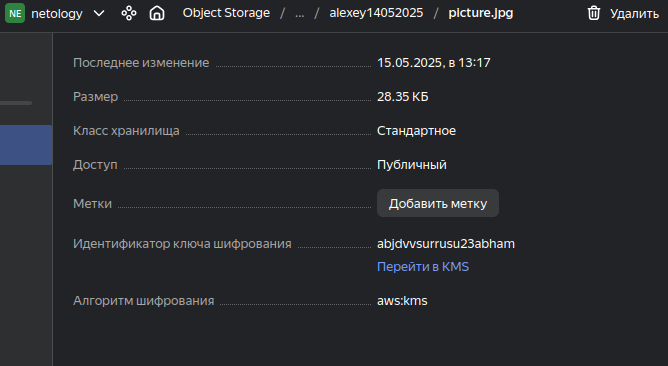 NE netology Object Storage / ... / alexey14052025 / picture.jpg Удалить
Последнее изменение 15.05.2025, в 13:17
Размер 28.35 КБ
Класс хранилища Стандартное
Доступ Публичный
Метки Добавить метку
Идентификатор ключа шифрования abjdvvsurrusu23abham
Перейти в KMS
Алгоритм шифрования aws:kms